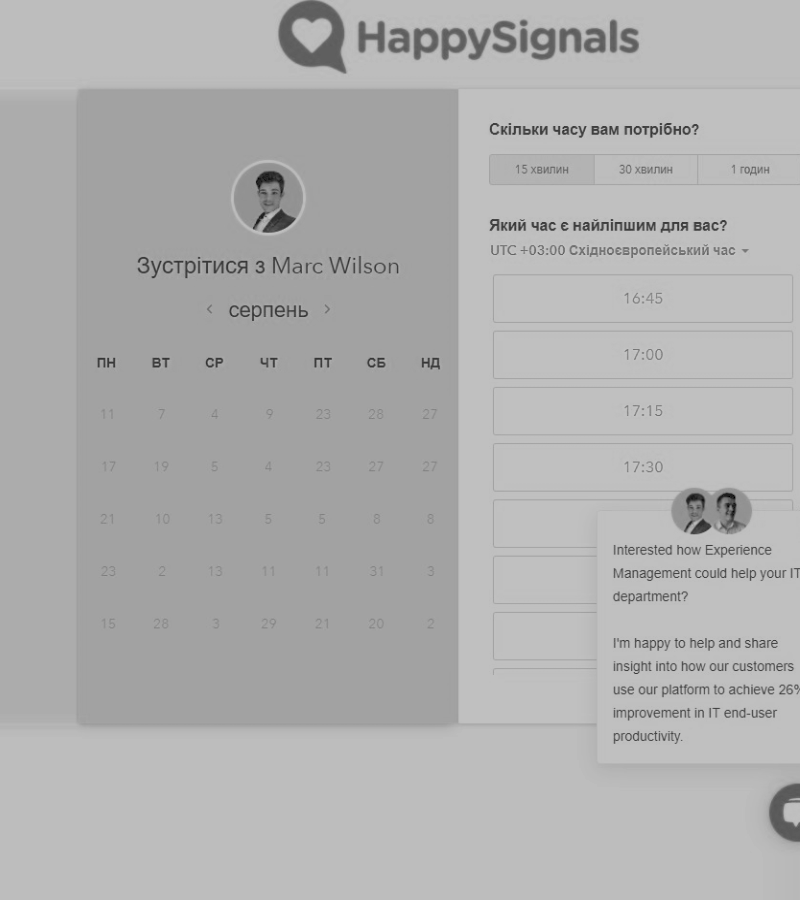 HappySignals
Зустрітися з Marc Wilson
серпень
ПН ВТ СР ЧТ ПТ СБ НД
11 7 4 9 23 28 27
17 19 5 4 23 27 27
21 10 13 5 5 8 8
23 2 13 11 11 31 3
15 28 3 29 21 20 2
Скільки часу вам потрібно?
15 хвилин 30 хвилин 1 годин
Який час є найліпшим для вас?
UTC +03:00 Східноєвропейський час
16:45
17:00
17:15
17:30
Interested how Experience
Management could help your IT
department?
I'm happy to help and share
insight into how our customers
use our platform to achieve 26%
improvement in IT end-user
productivity.